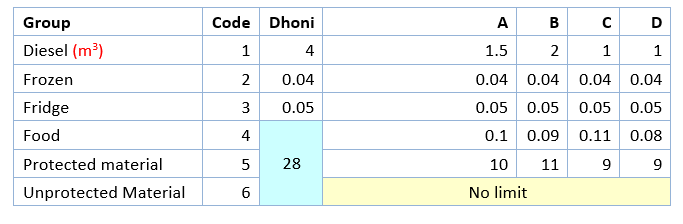 Group Code Dhoni A B C D
Diesel (m³) 1 4 1.5 2 1 1
Frozen 2 0.04 0.04 0.04 0.04 0.04
Fridge 3 0.05 0.05 0.05 0.05 0.05
Food 4 0.1 0.09 0.11 0.08
Protected material 5 28 10 11 9 9
Unprotected Material 6 No limit